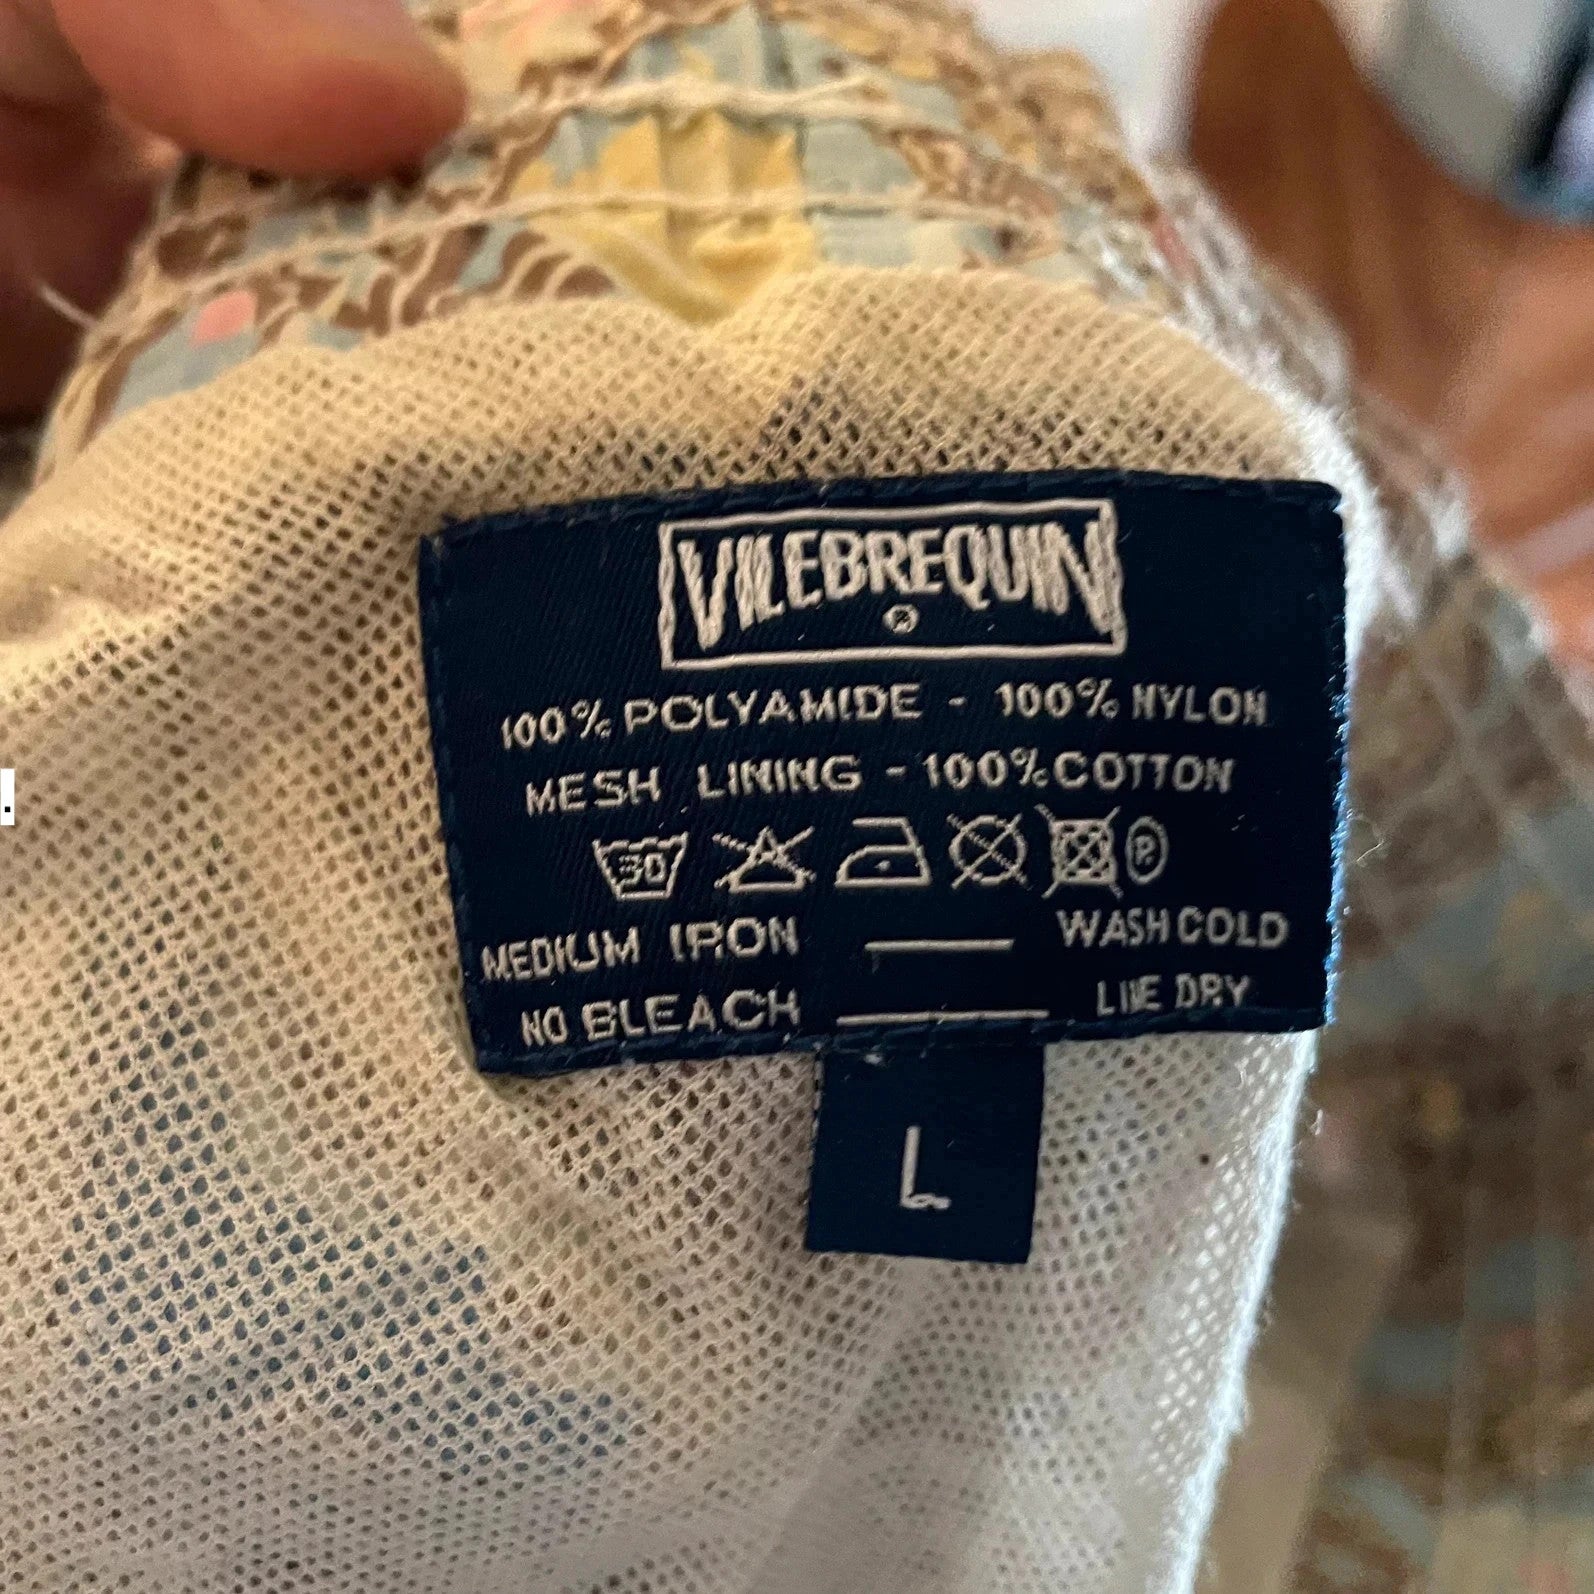 VILEBREQUIN
®
100% POLYAMIDE - 100% NYLON
MESH LINING - 100% COTTON
30 ® 
MEDIUM IRON — WASH COLD
NO BLEACH — LINE DRY
L
.